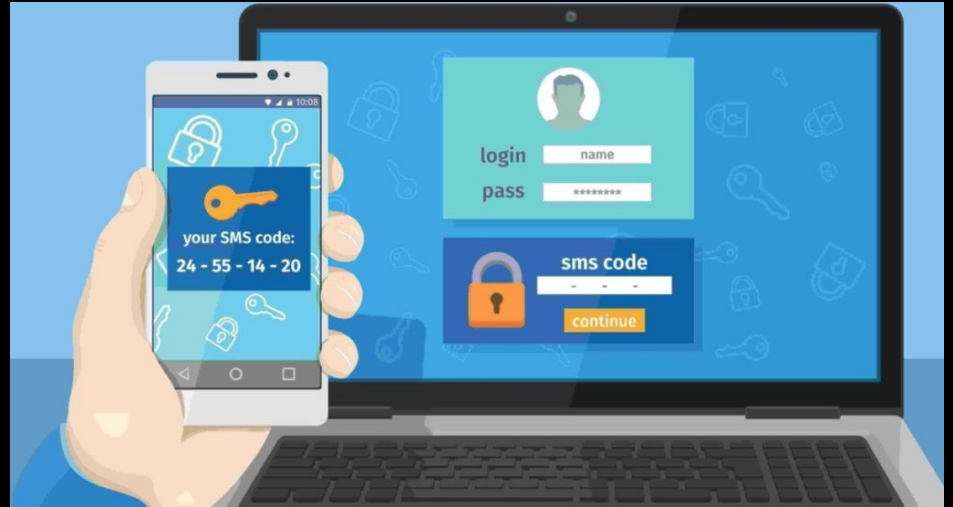 10:08
your SMS code:
24 - 55 - 14 - 20
login name
pass ********
sms code
- - -
continue